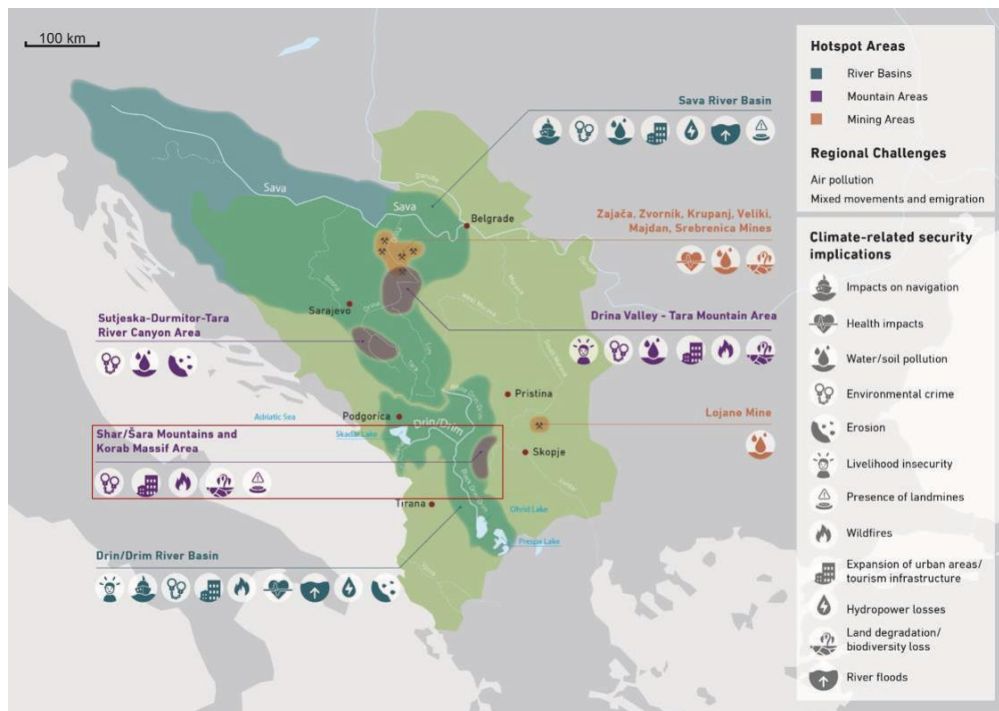 100 km
Sava River Basin
Sava
Danube
Sava
Belgrade
Zajača, Zvornik, Krupanj, Veliki,
Majdan, Srebrenica Mines
Sarajevo
Drina Valley - Tara Mountain Area
Sutjeska-Durmitor-Tara
River Canyon Area
Pristina
Adriatic Sea
Podgorica
Drin/Drim
Lojane Mine
Skadar Lake
Shar/Šara Mountains and
Korab Massif Area
Skopje
Tirana
Ohrid Lake
Prespa Lake
Drin/Drim River Basin
Hotspot Areas
River Basins
Mountain Areas
Mining Areas
Regional Challenges
Air pollution
Mixed movements and emigration
Climate-related security
implications
Impacts on navigation
Health impacts
Water/soil pollution
Environmental crime
Erosion
Livelihood insecurity
Presence of landmines
Wildfires
Expansion of urban areas/
tourism infrastructure
Hydropower losses
Land degradation/
biodiversity loss
River floods